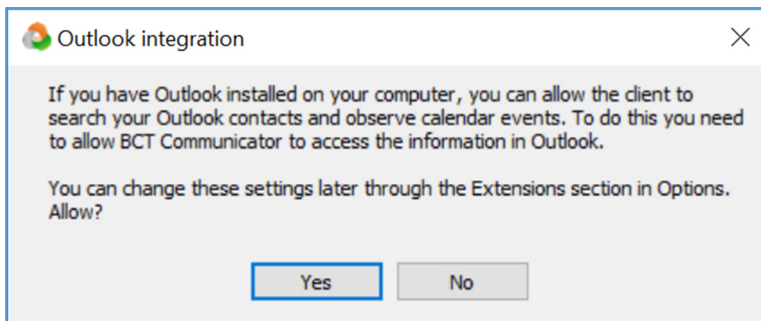 Outlook integration
If you have Outlook installed on your computer, you can allow the client to
search your Outlook contacts and observe calendar events. To do this you need
to allow BCT Communicator to access the information in Outlook.
You can change these settings later through the Extensions section in Options.
Allow?
Yes No